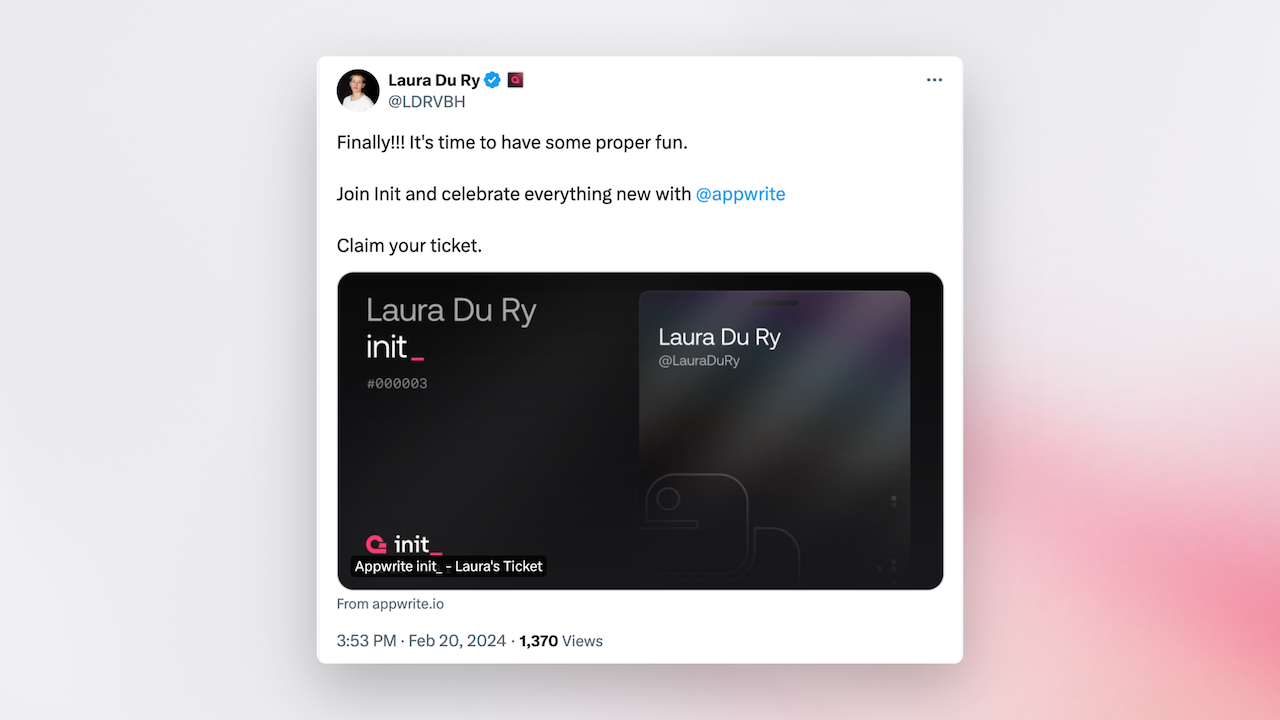 Laura Du Ry
@LDRVBH
Finally!!! It's time to have some proper fun.
Join Init and celebrate everything new with @appwrite
Claim your ticket.
Laura Du Ry
init_
#000003
Laura Du Ry
@LauraDuRy
init_
Appwrite init_ - Laura's Ticket
From appwrite.io
3:53 PM · Feb 20, 2024 · 1,370 Views